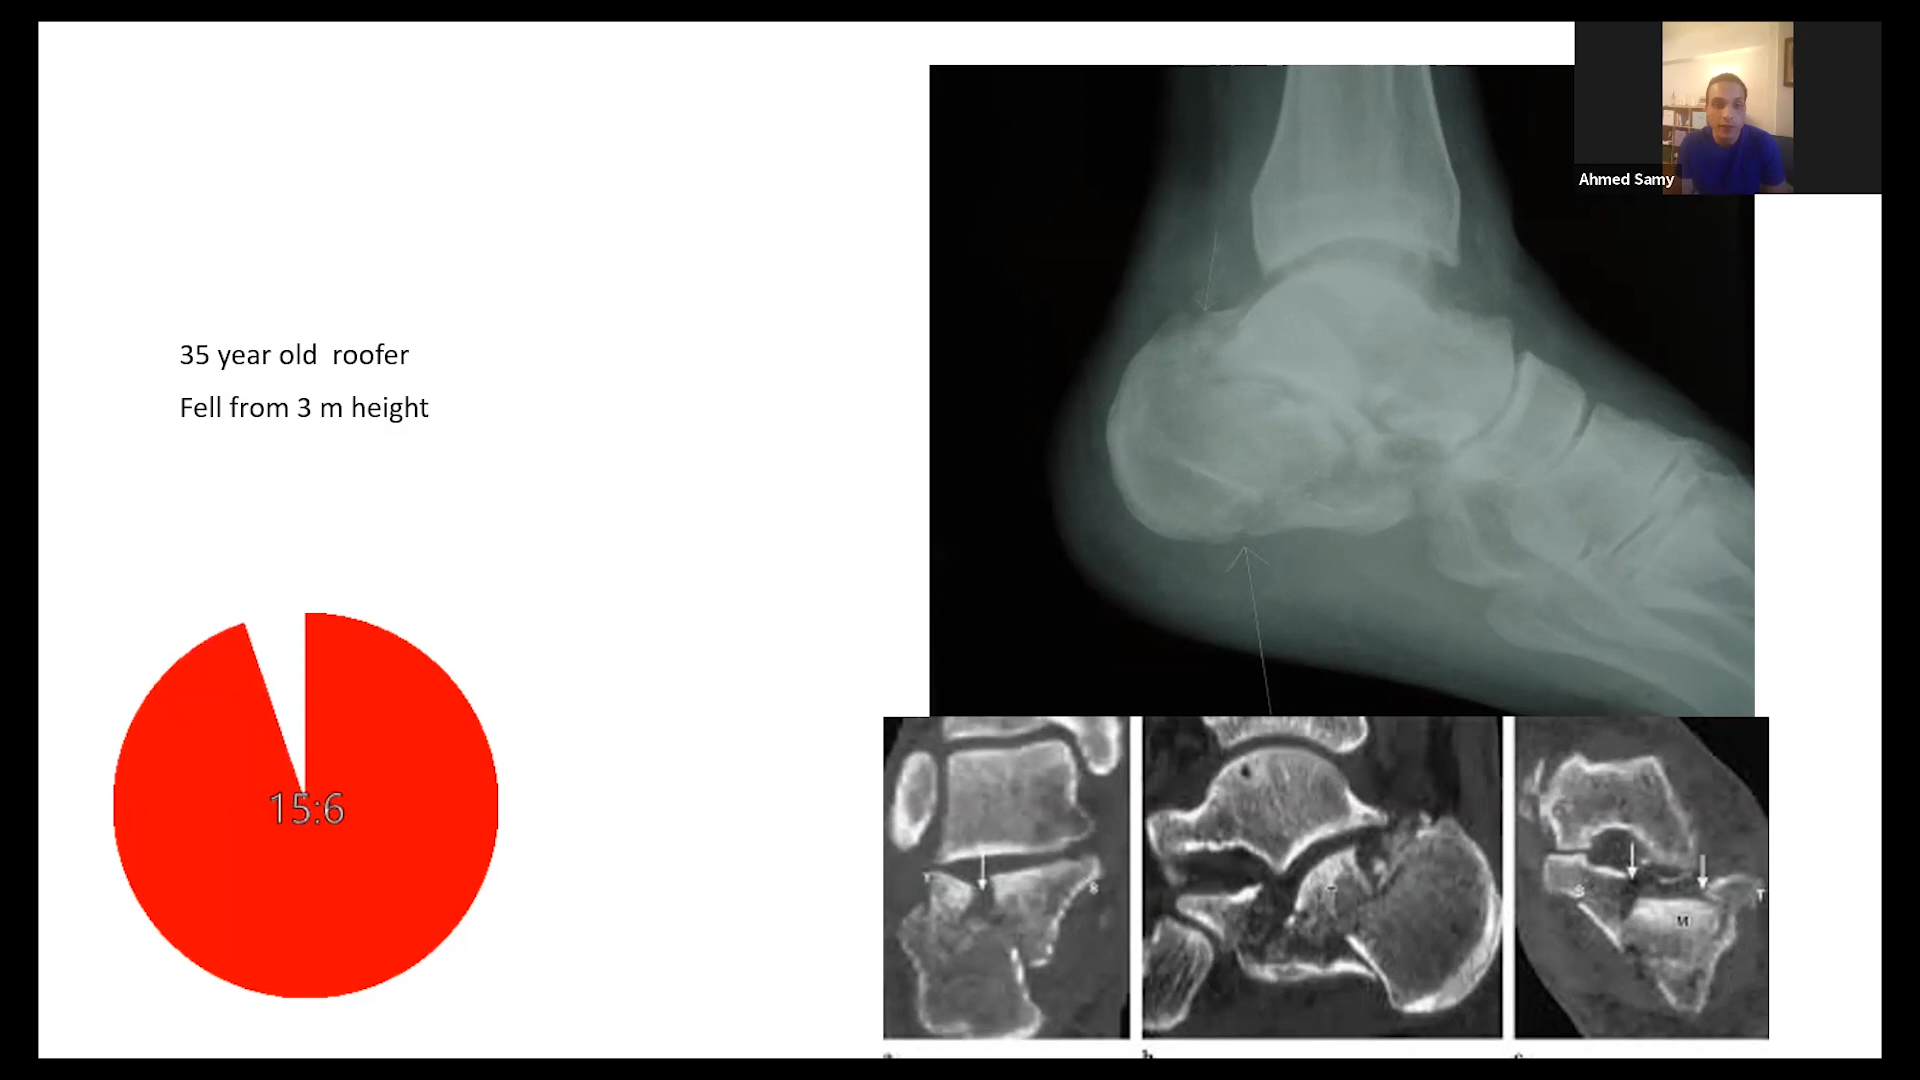 Ahmed Samy
35 year old roofer
Fell from 3 m height
15:6
T
S
T
S
M
T